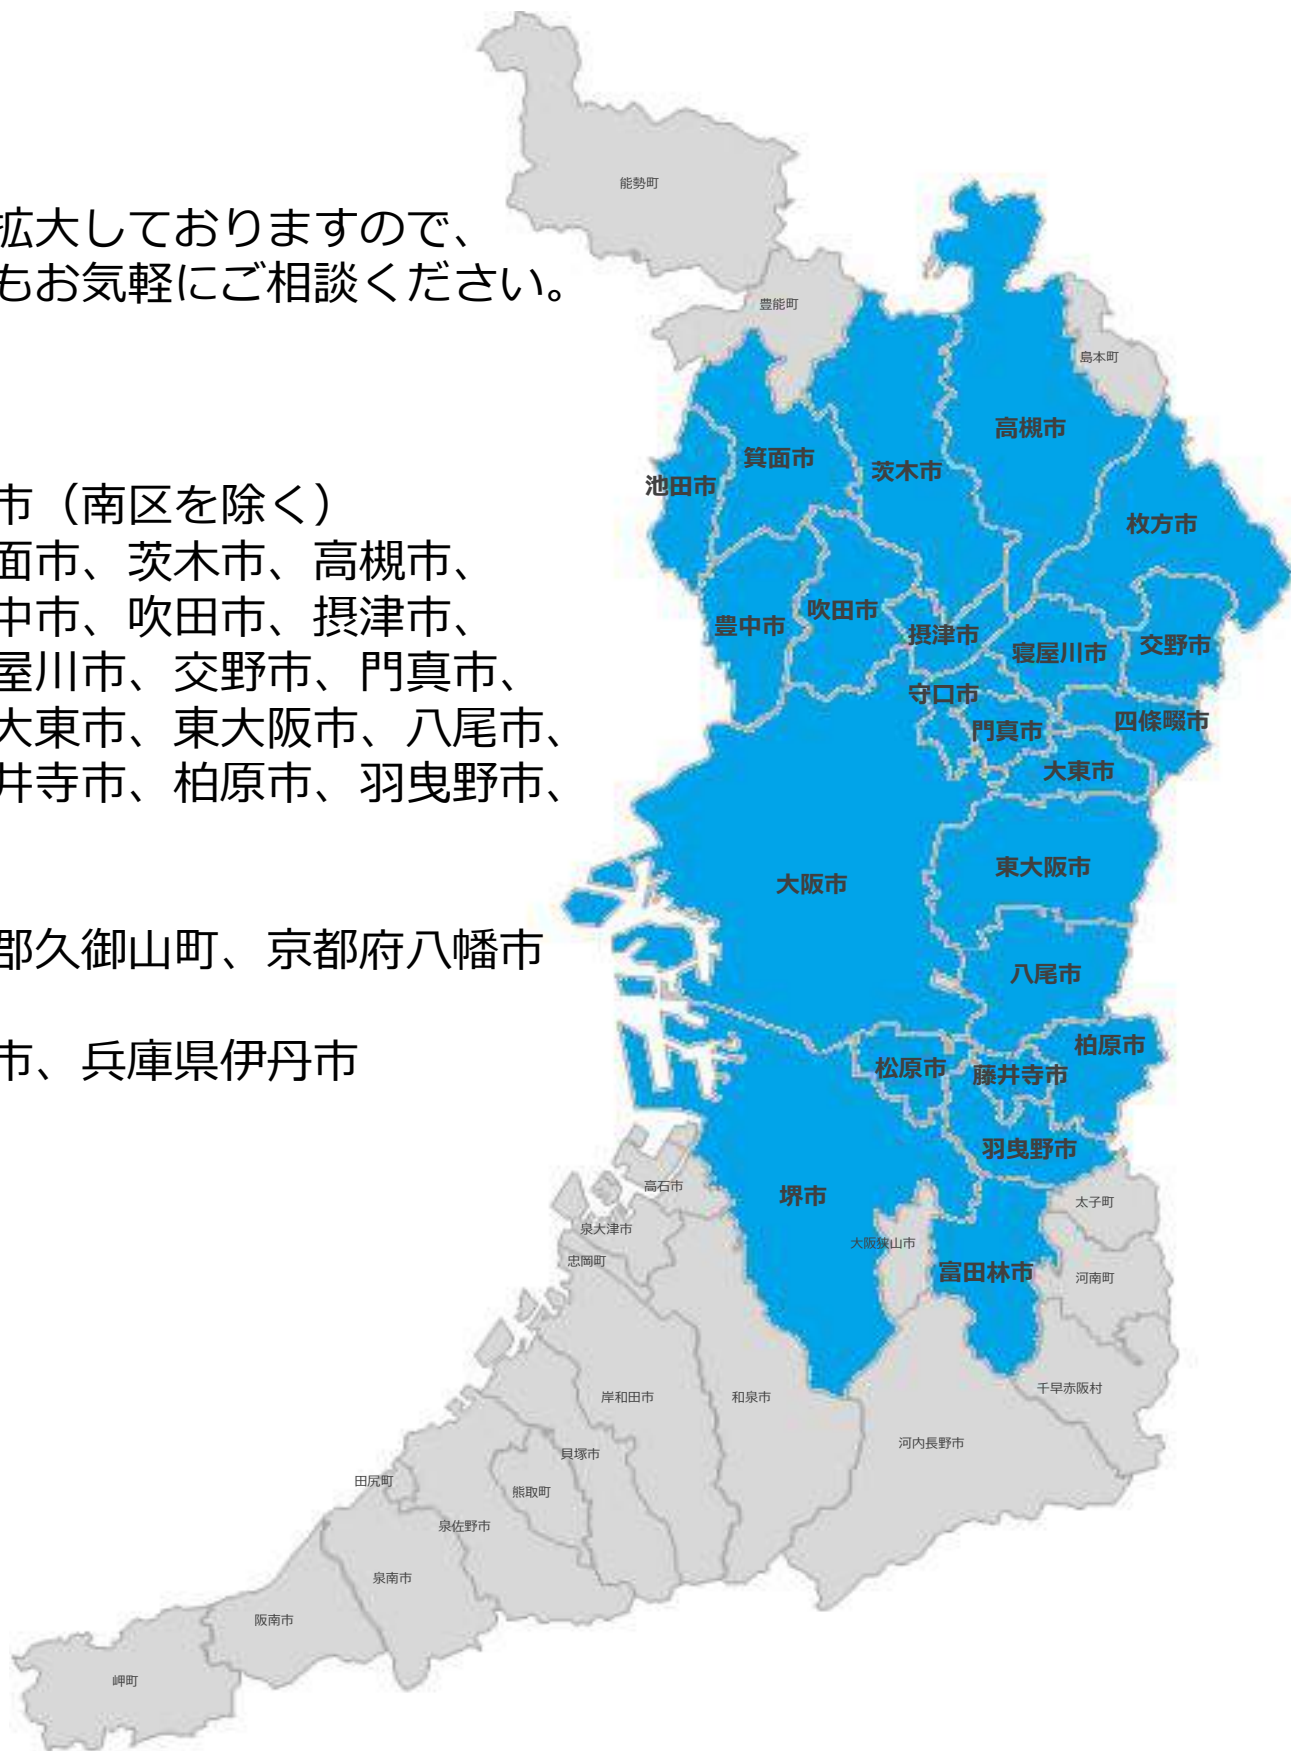 拡大しておりますので、
もお気軽にご相談ください。
市（南区を除く）
面市、茨木市、高槻市、
中市、吹田市、摂津市、
屋川市、交野市、門真市、
大東市、東大阪市、八尾市、
井寺市、柏原市、羽曳野市、
郡久御山町、京都府八幡市
市、兵庫県伊丹市
能勢町
豊能町
島本町
高槻市
箕面市
茨木市
池田市
枚方市
吹田市
豊中市
摂津市
寝屋川市
交野市
守口市
門真市
四條畷市
大東市
東大阪市
大阪市
八尾市
柏原市
松原市
藤井寺市
羽曳野市
高石市
堺市
太子町
泉大津市
大阪狭山市
忠岡町
富田林市
河南町
千早赤阪村
岸和田市
和泉市
河内長野市
貝塚市
田尻町
熊取町
泉佐野市
泉南市
阪南市
岬町